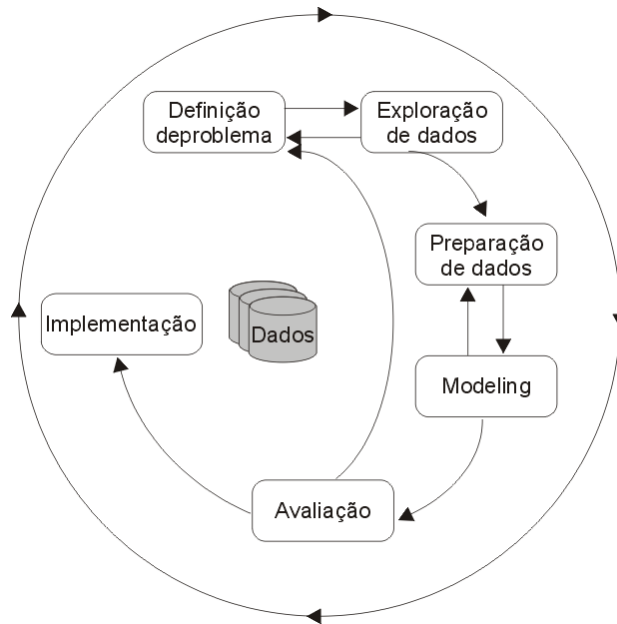 Definição
deproblema
Exploração
de dados
Preparação
de dados
Implementação
Dados
Modeling
Avaliação